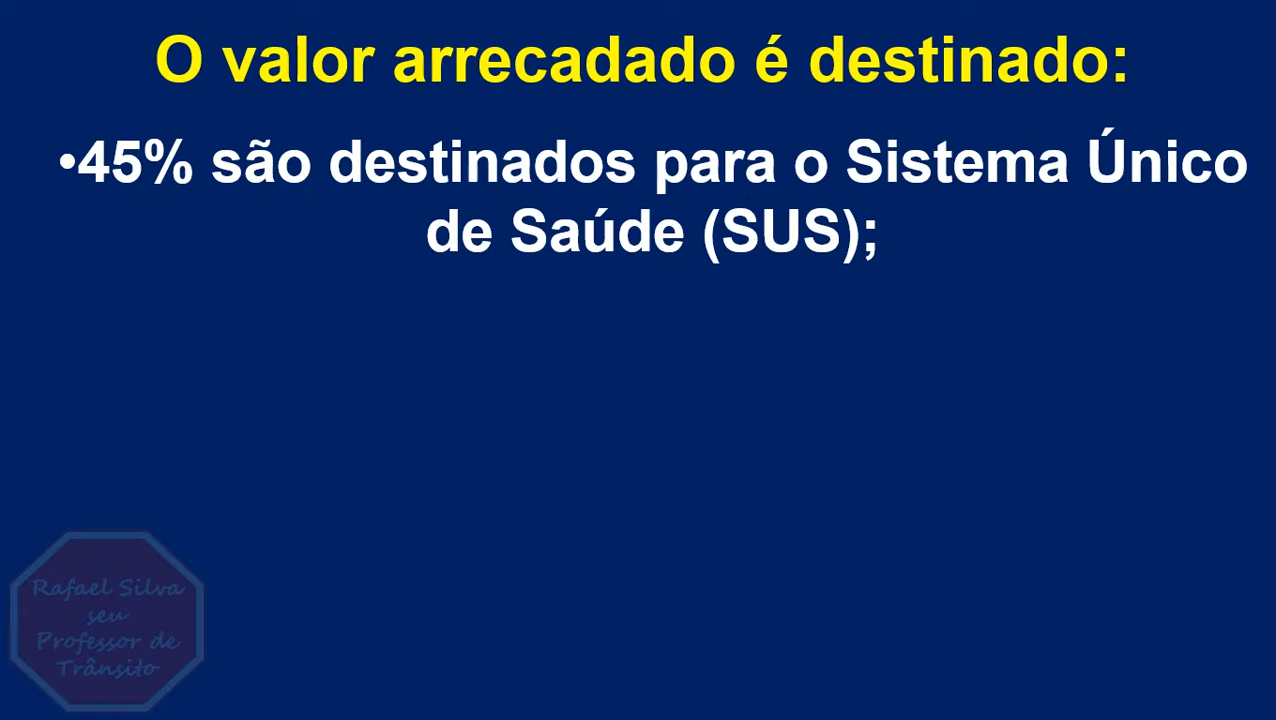 O valor arrecadado é destinado:
•45% são destinados para o Sistema Único
de Saúde (SUS);
Rafael Silva
seu
Professor de
Trânsito